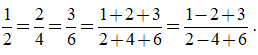 1/2 = 2/4 = 3/6 = (1+2+3)/(2+4+6) = (1−2+3)/(2−4+6) .